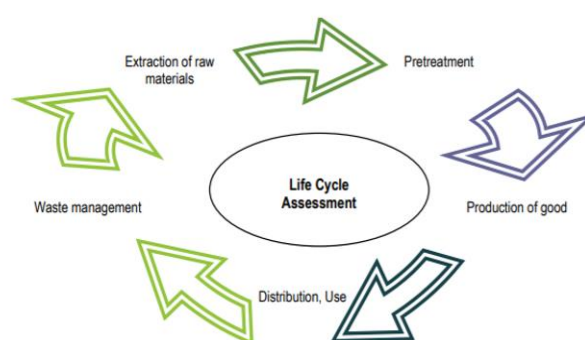 Extraction of raw
materials
Pretreatment
Life Cycle
Assessment
Waste management
Production of good
Distribution, Use